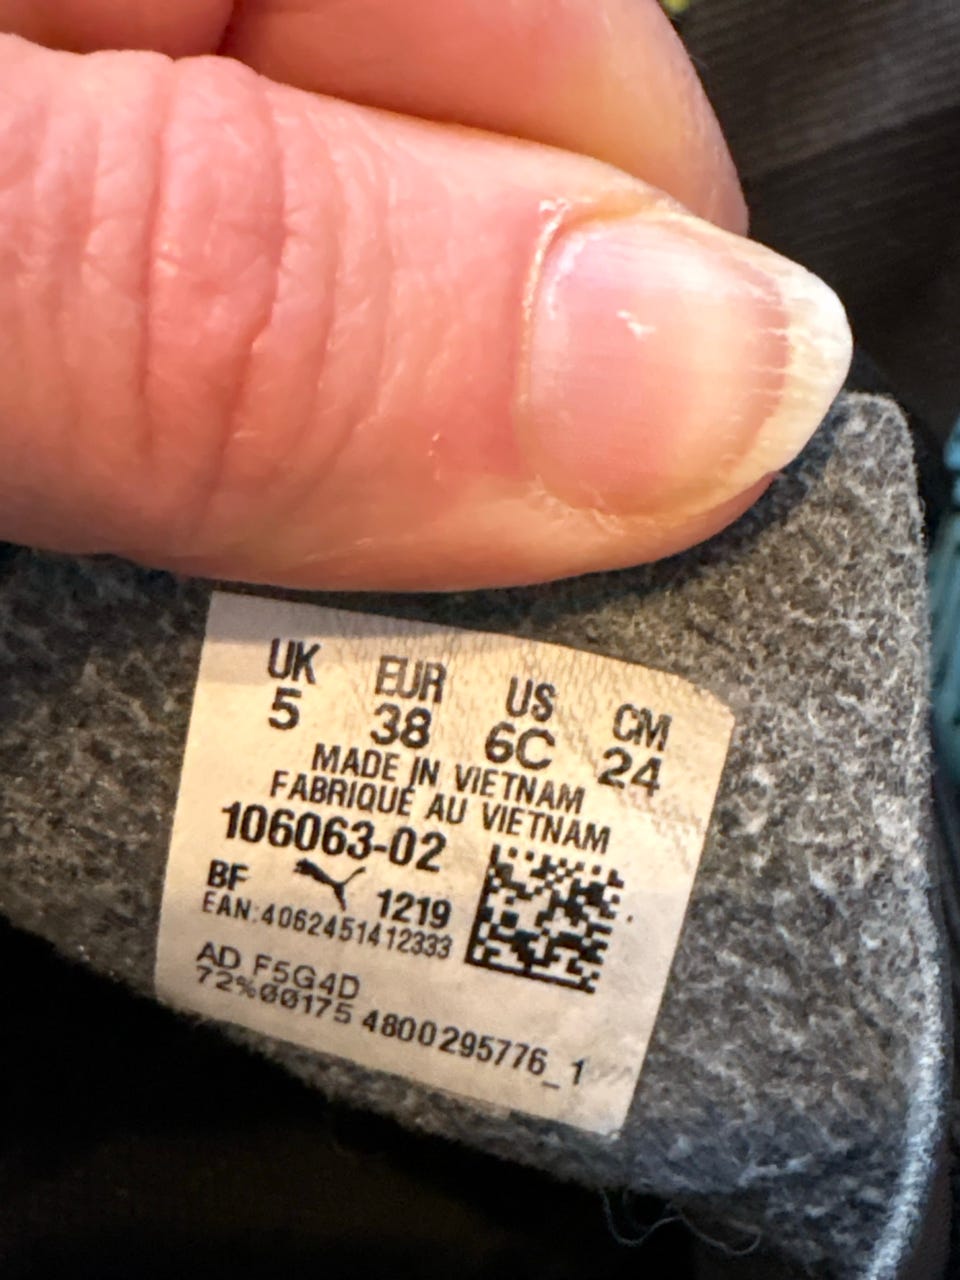 UK EUR US CM
5 38 6C 24
MADE IN VIETNAM
FABRIQUÉ AU VIETNAM
106063-02
BF 1219
EAN:4062451412333
AD F5G4D
72%00175 4800295776_1